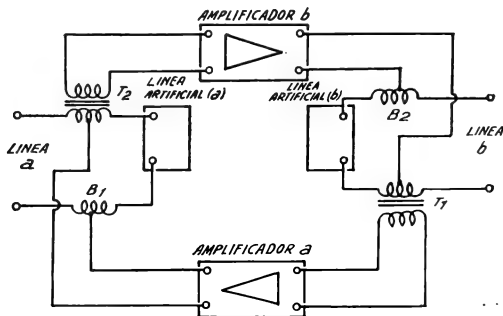 AMPLIFICADOR b
T2
LINEA
ARTIFICIAL (a)
LINEA
ARTIFICIAL (b)
B2
LINEA
a
LINEA
b
B1
T1
AMPLIFICADOR a